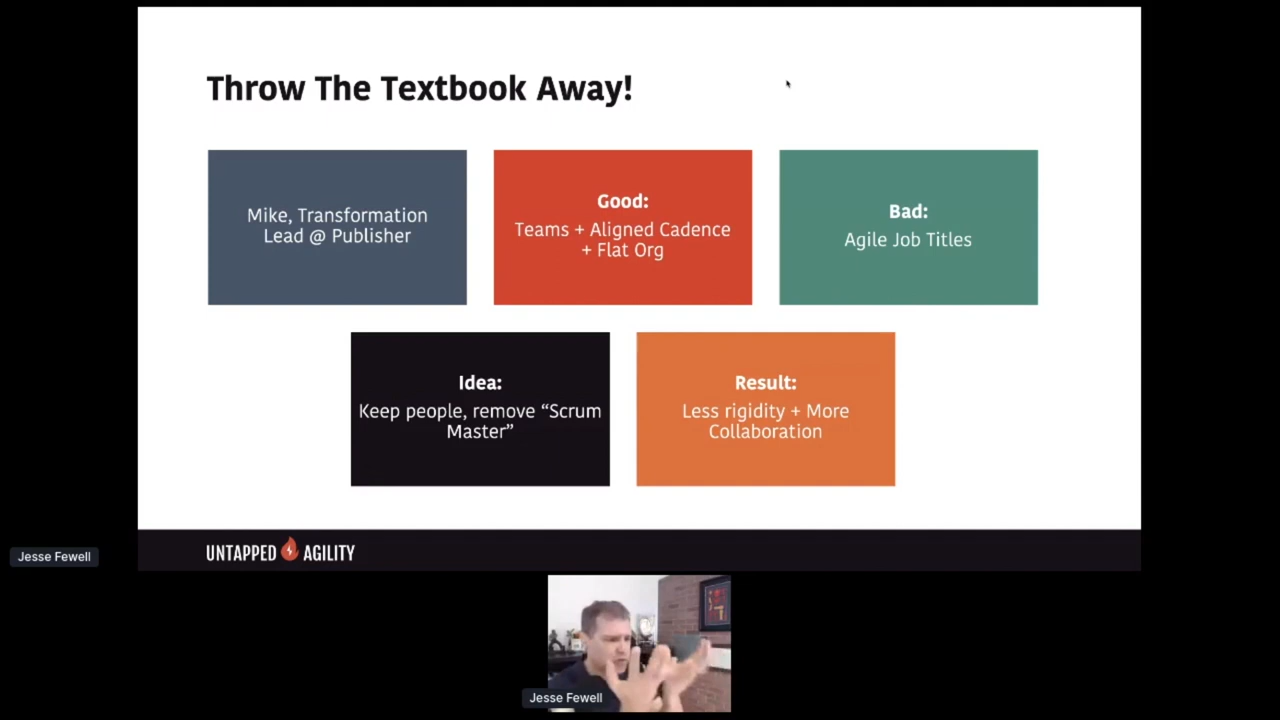 Throw The Textbook Away!
Mike, Transformation
Lead @ Publisher
Good:
Teams + Aligned Cadence
+ Flat Org
Bad:
Agile Job Titles
Idea:
Keep people, remove “Scrum
Master”
Result:
Less rigidity + More
Collaboration
UNTAPPED AGILITY
Jesse Fewell
Jesse Fewell